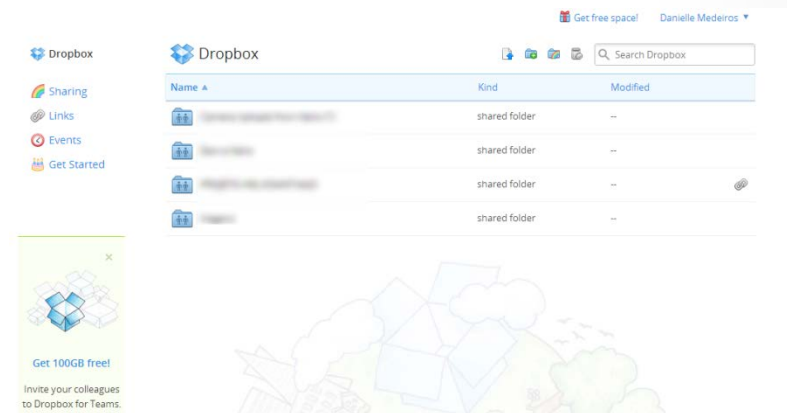 Get free space! Danielle Medeiros ▼
Dropbox
Sharing
Links
Events
Get Started
Dropbox
Search Dropbox
Name ▲ Kind Modified
shared folder --
shared folder --
shared folder --
shared folder --
×
Get 100GB free!
Invite your colleagues
to Dropbox for Teams.